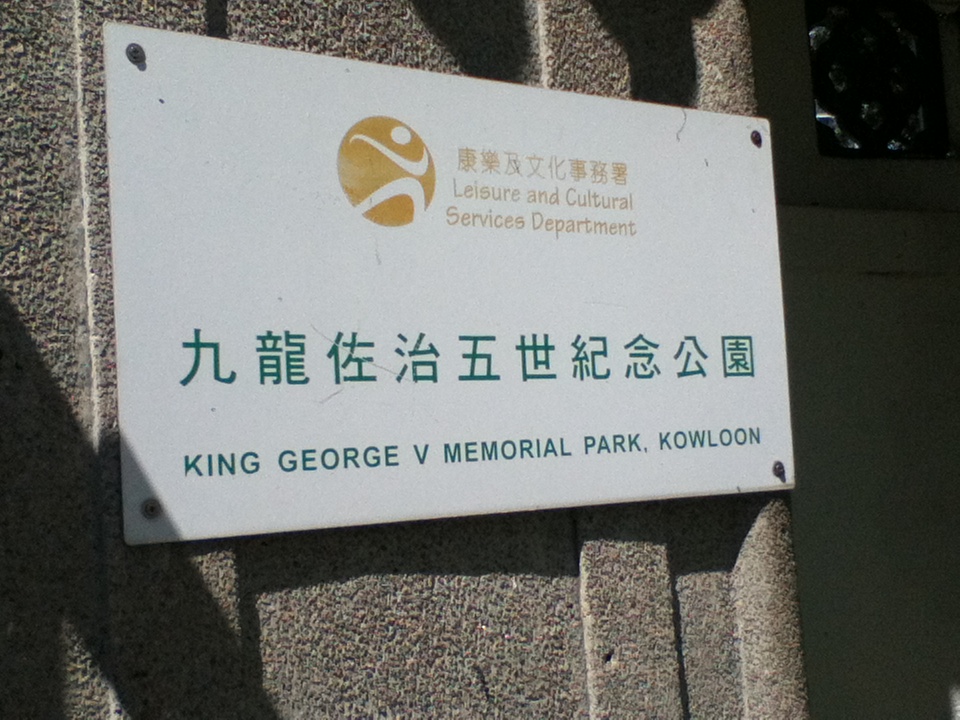 康樂及文化事務署
Leisure and Cultural
Services Department
九龍佐治五世紀念公園
KING GEORGE V MEMORIAL PARK, KOWLOON